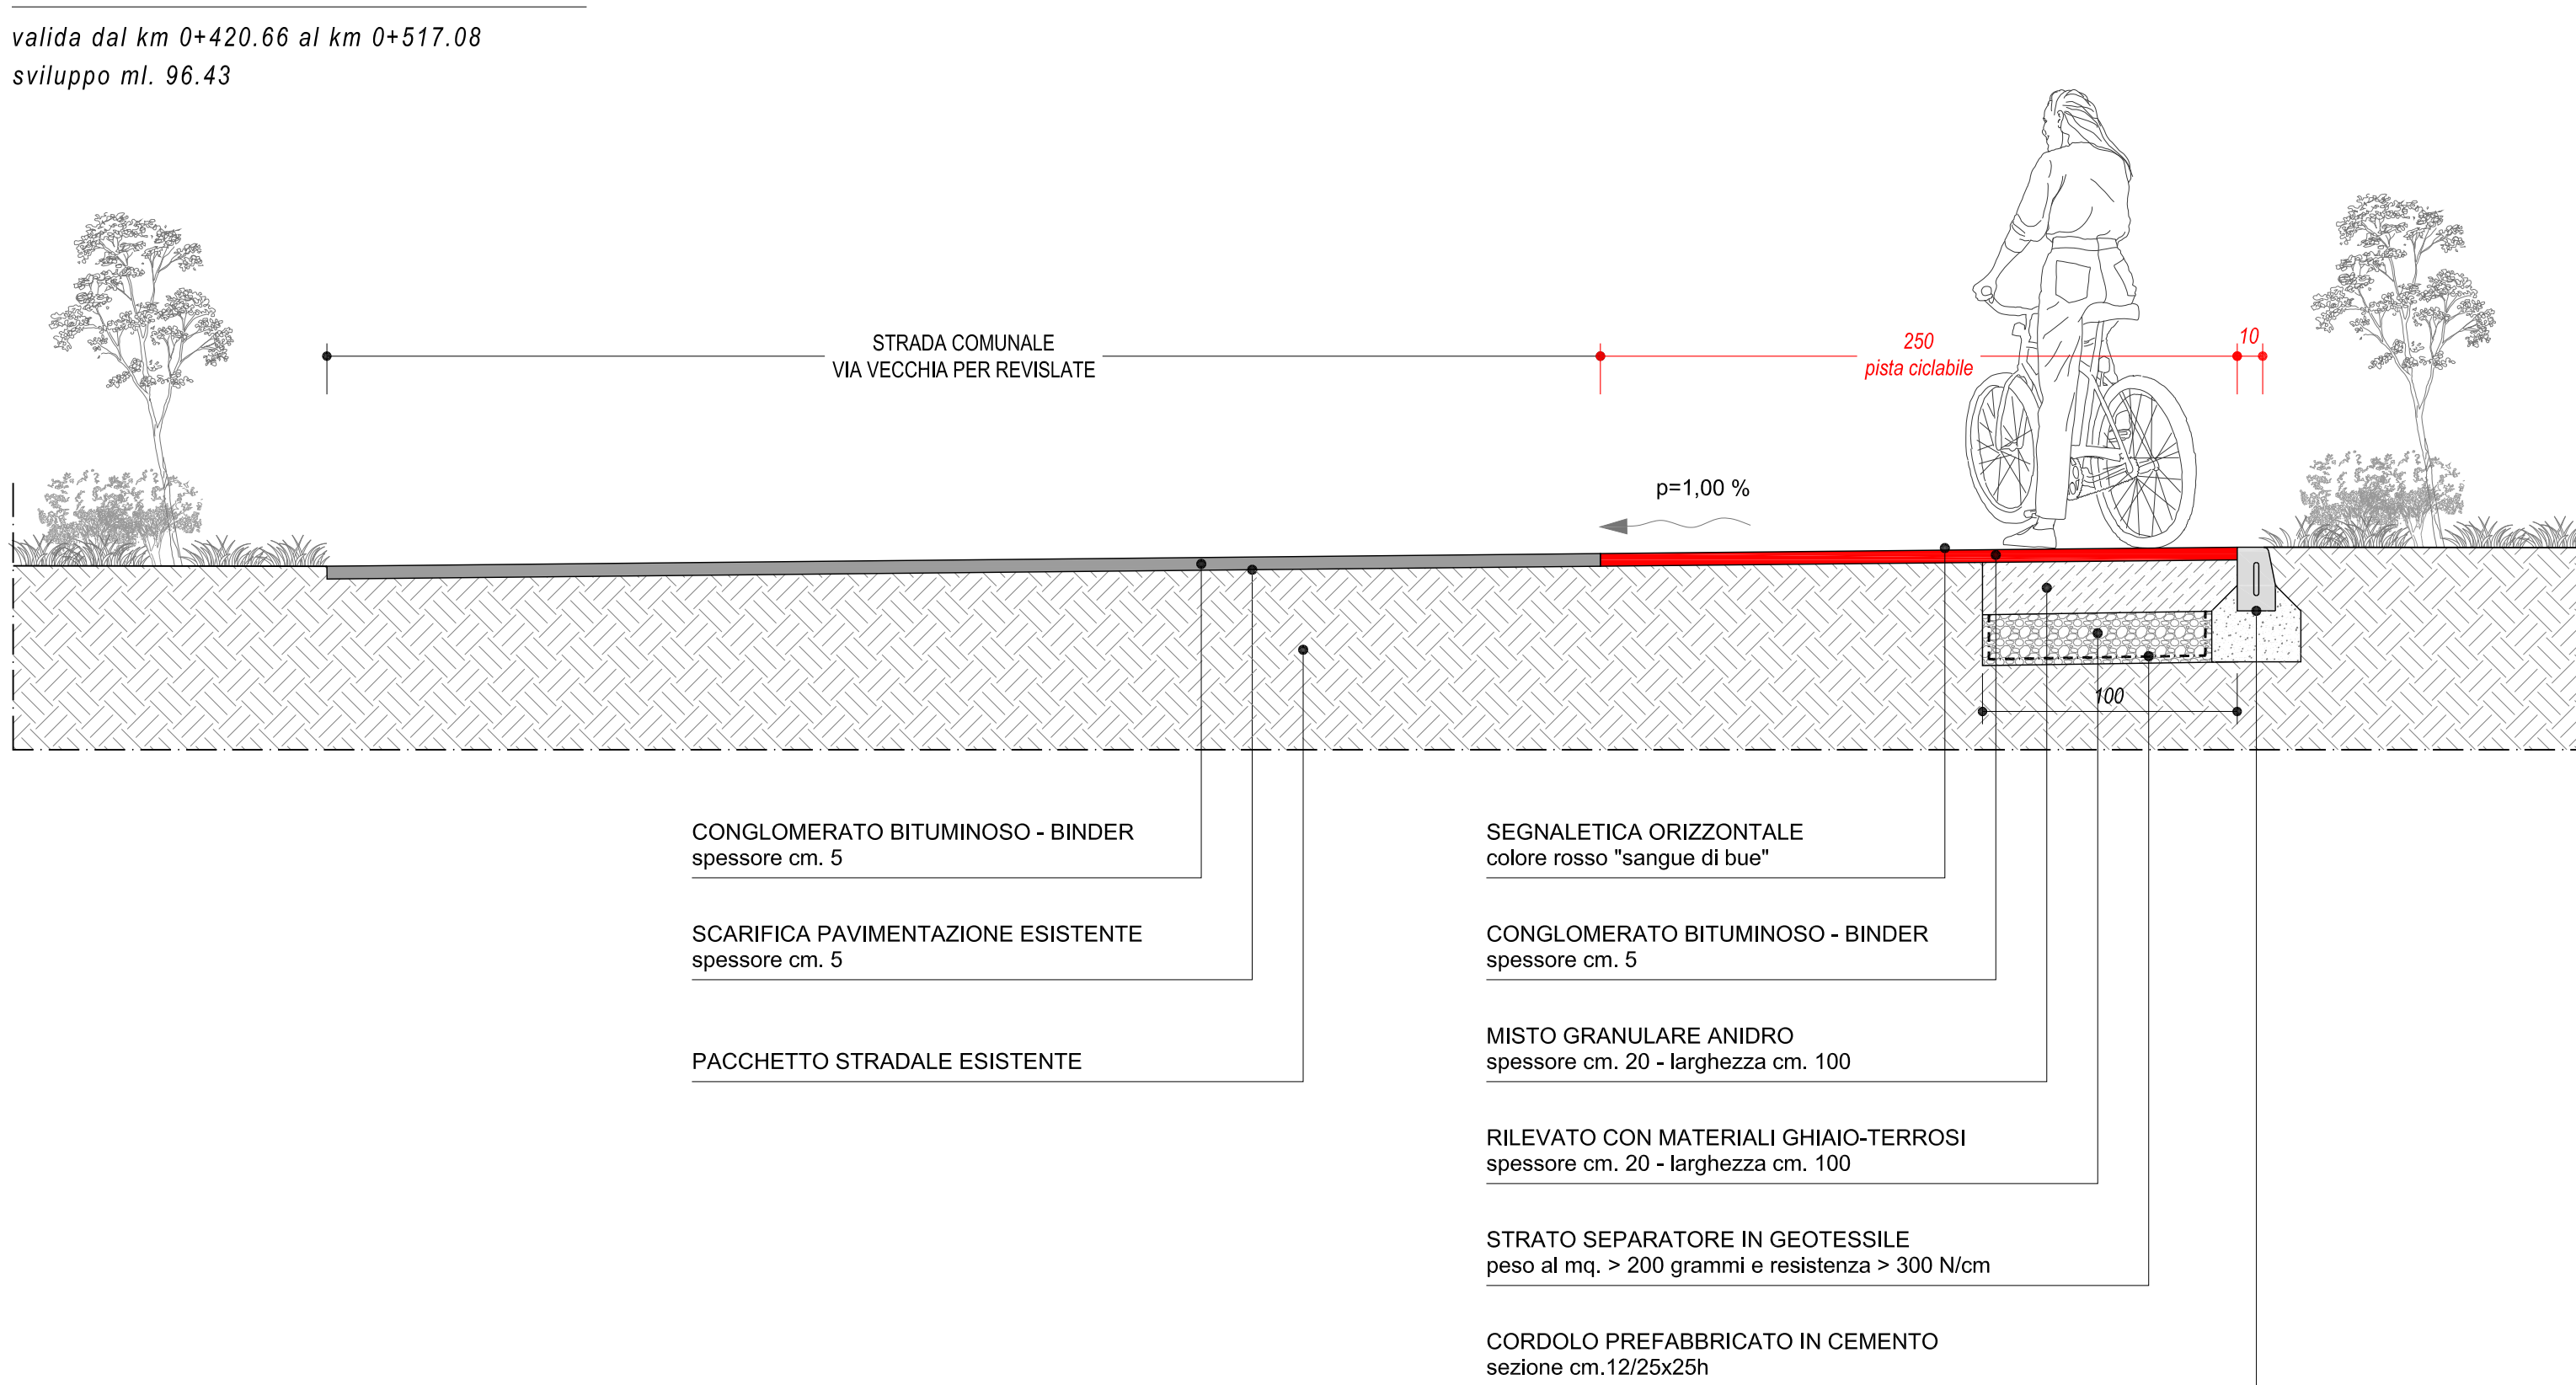 valida dal km 0+420.66 al km 0+517.08
sviluppo ml. 96.43
STRADA COMUNALE
VIA VECCHIA PER REVISLATE
250
pista ciclabile
10
p=1,00 %
100
CONGLOMERATO BITUMINOSO - BINDER
spessore cm. 5
SCARIFICA PAVIMENTAZIONE ESISTENTE
spessore cm. 5
PACCHETTO STRADALE ESISTENTE
SEGNALETICA ORIZZONTALE
colore rosso "sangue di bue"
CONGLOMERATO BITUMINOSO - BINDER
spessore cm. 5
MISTO GRANULARE ANIDRO
spessore cm. 20 - larghezza cm. 100
RILEVATO CON MATERIALI GHIAIO-TERROSI
spessore cm. 20 - larghezza cm. 100
STRATO SEPARATORE IN GEOTESSILE
peso al mq. > 200 grammi e resistenza > 300 N/cm
CORDOLO PREFABBRICATO IN CEMENTO
sezione cm.12/25x25h